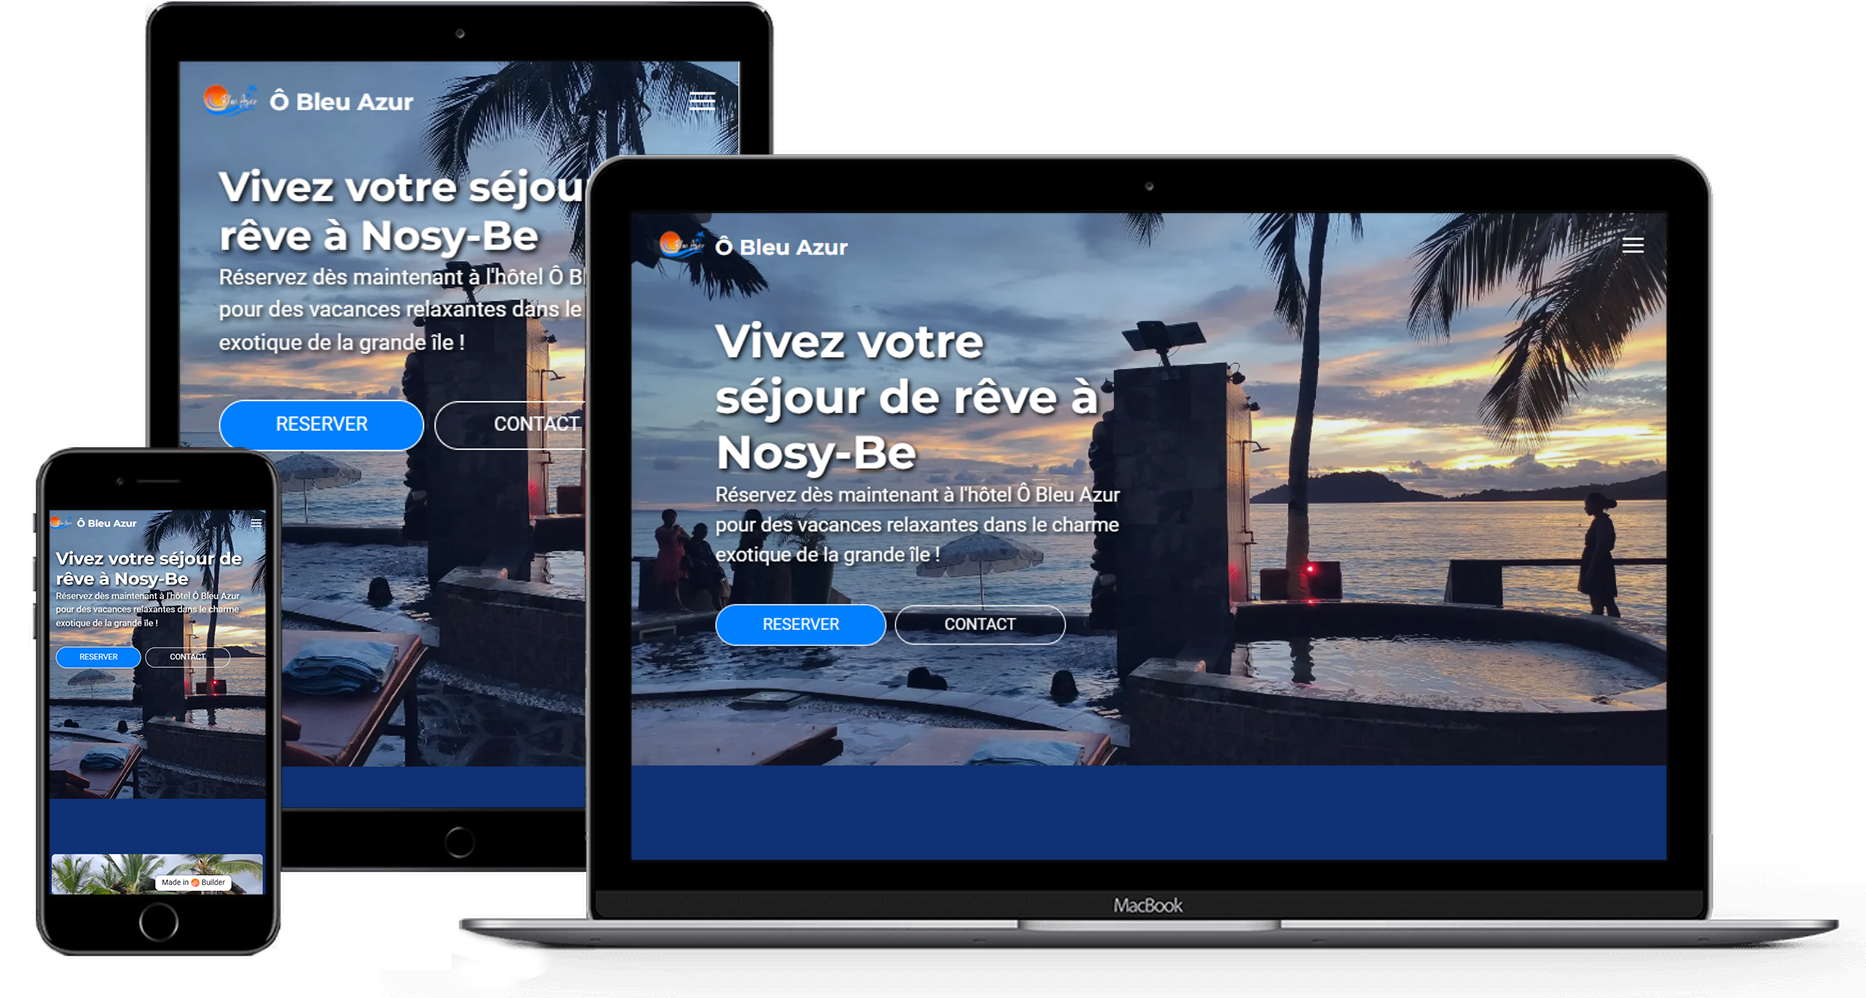 Ô Bleu Azur
Vivez votre séjou
rêve à Nosy-Be
Réservez dès maintenant à l'hôtel Ô Bl
pour des vacances relaxantes dans le
exotique de la grande île !
RESERVER
CONTACT
Ô Bleu Azur
Vivez votre
séjour de rêve à
Nosy-Be
Réservez dès maintenant à l'hôtel Ô Bleu Azur
pour des vacances relaxantes dans le charme
exotique de la grande île !
RESERVER
CONTACT
MacBook
Ô Bleu Azur
Vivez votre séjour de
rêve à Nosy-Be
Réservez dès maintenant à l'hôtel Ô Bleu Azur
pour des vacances relaxantes dans le charme
exotique de la grande île !
RESERVER
CONTACT
Made in Builder